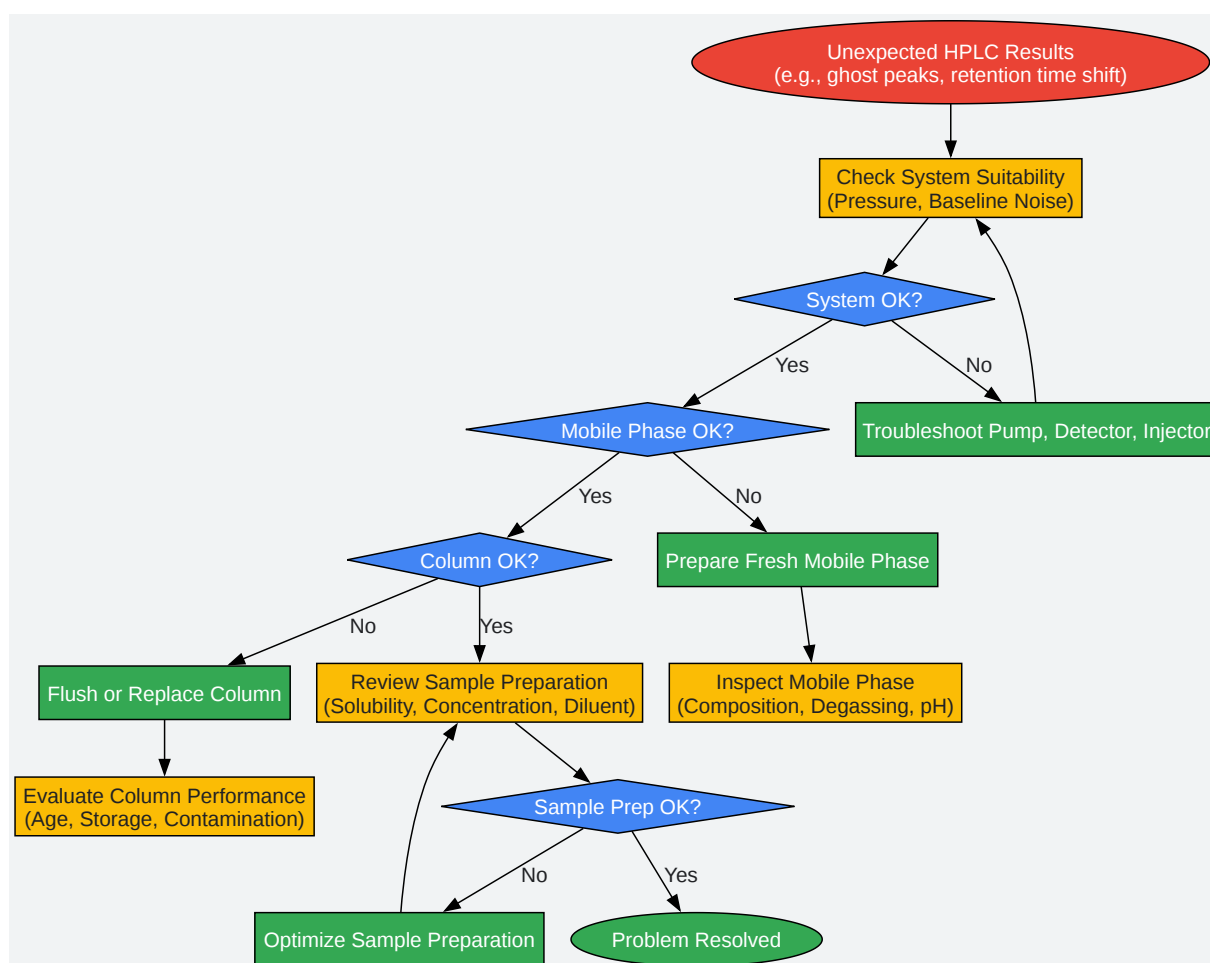 Unexpected HPLC Results
(e.g., ghost peaks, retention time shift)
Check System Suitability
(Pressure, Baseline Noise)
System OK?
Yes
No
Mobile Phase OK?
Troubleshoot Pump, Detector, Injector
Yes
No
Column OK?
Prepare Fresh Mobile Phase
No
Yes
Flush or Replace Column
Review Sample Preparation
(Solubility, Concentration, Diluent)
Inspect Mobile Phase
(Composition, Degassing, pH)
Evaluate Column Performance
(Age, Storage, Contamination)
Sample Prep OK?
No
Yes
Optimize Sample Preparation
Problem Resolved